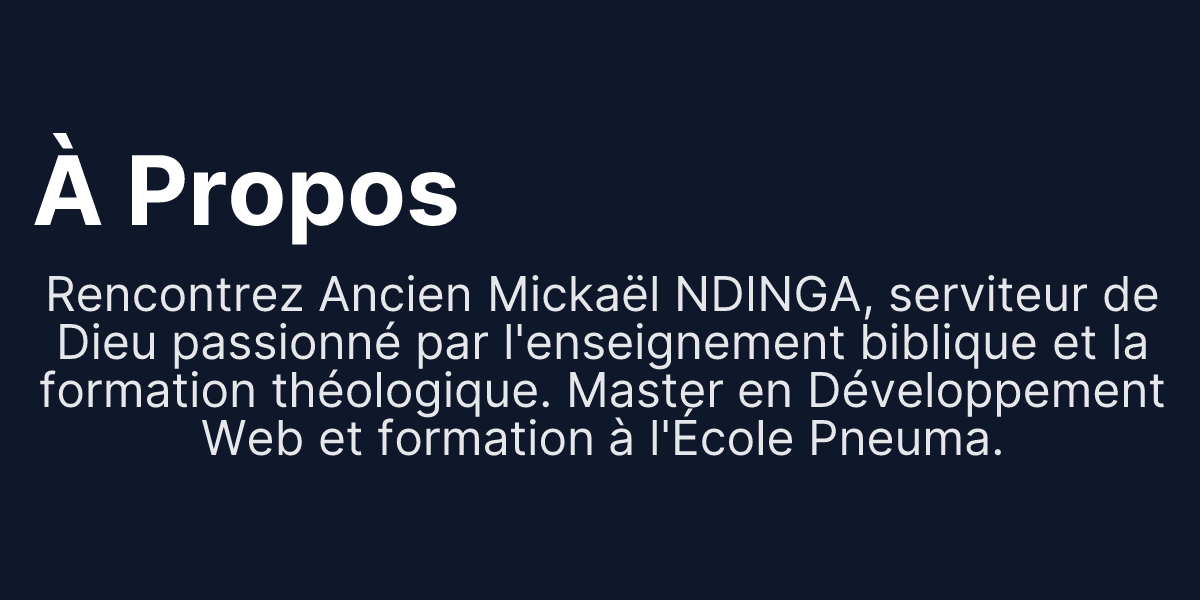 À Propos
Rencontrez Ancien Mickaël NDINGA, serviteur de
Dieu passionné par l'enseignement biblique et la
formation théologique. Master en Développement
Web et formation à l'École Pneuma.